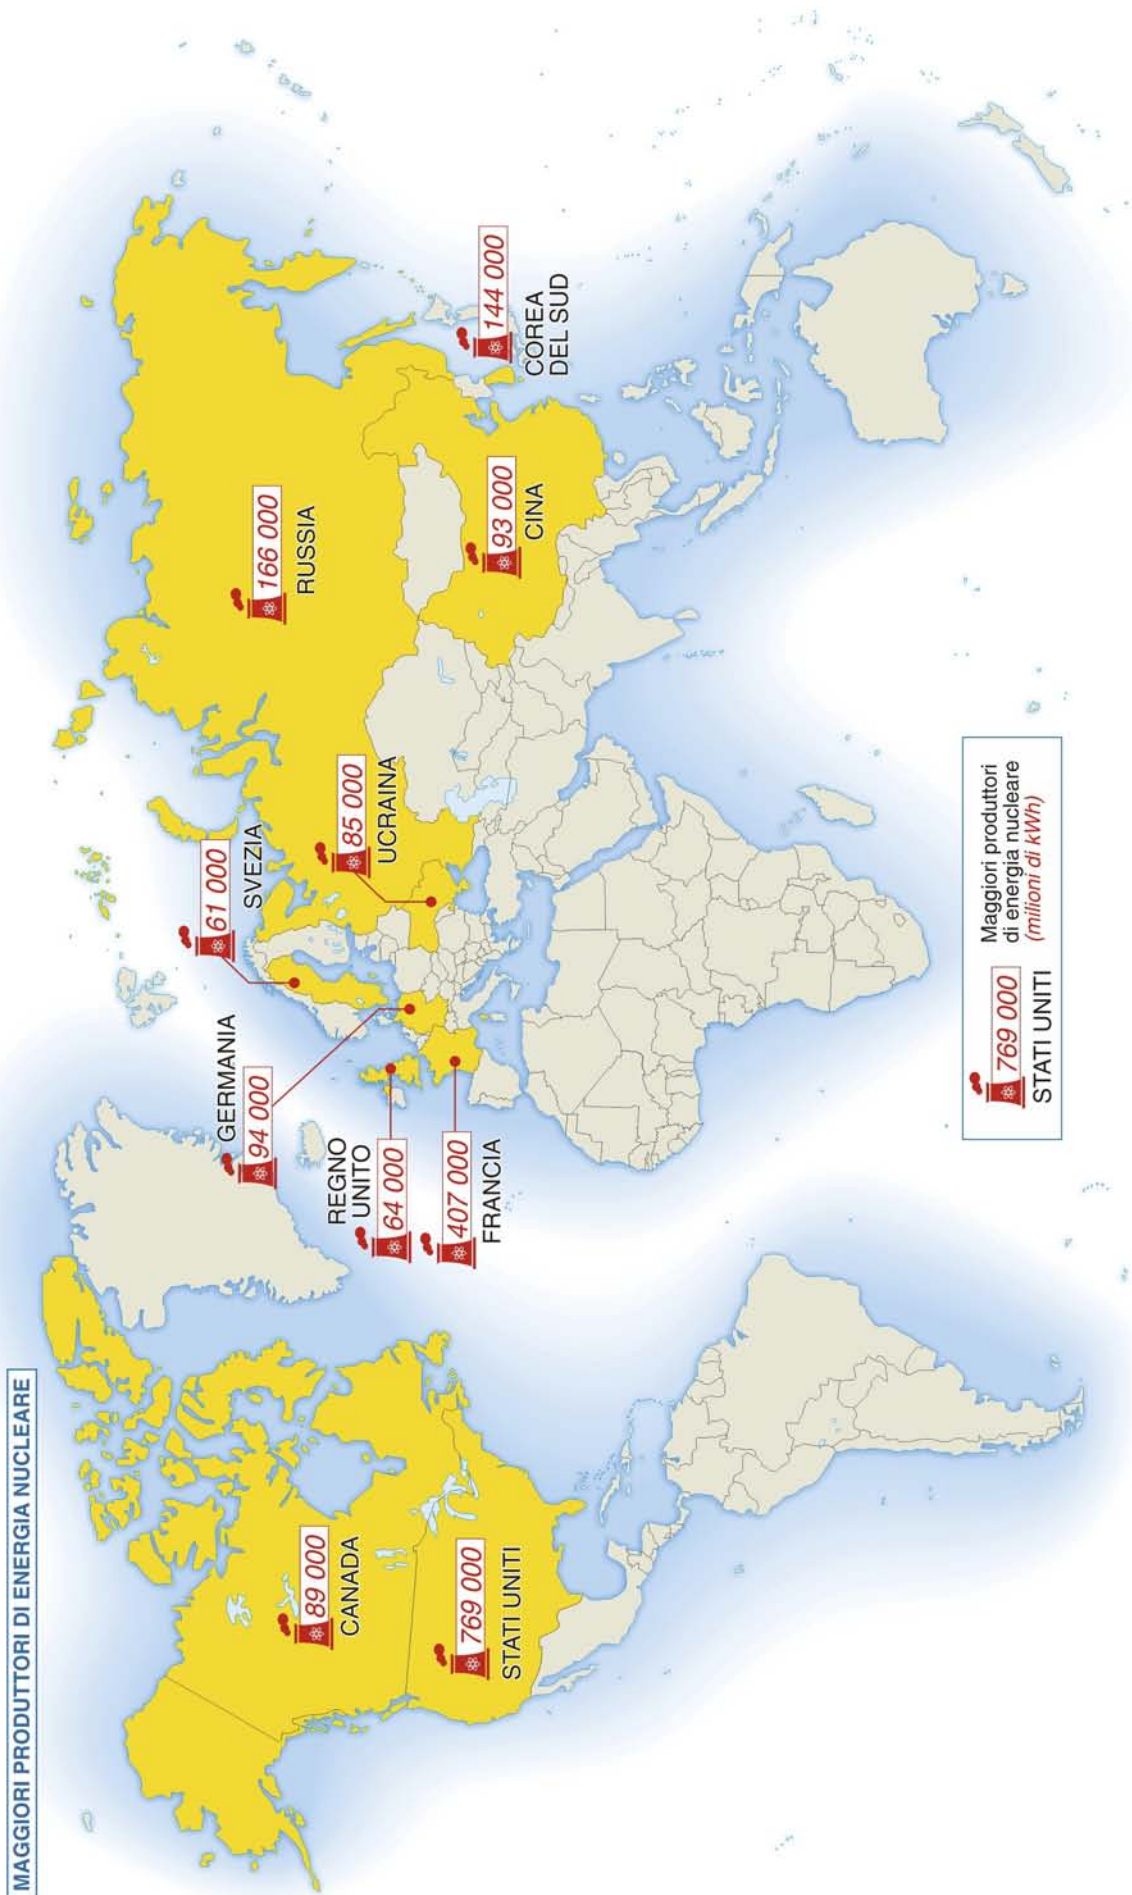 MAGGIORI PRODUTTORI DI ENERGIA NUCLEARE
89 000
CANADA
769 000
STATI UNITI
GERMANIA
94 000
REGNO
UNITO
64 000
407 000
FRANCIA
61 000
SVEZIA
85 000
UCRAINA
166 000
RUSSIA
93 000
CINA
144 000
COREA
DEL SUD
769 000
STATI UNITI
Maggiori produttori
di energia nucleare
(milioni di kWh)